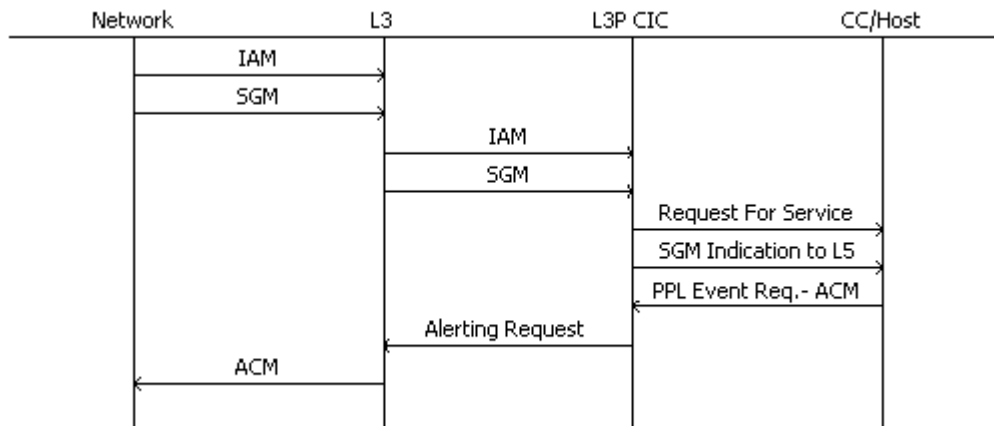 Network L3 L3P CIC CC/Host
IAM
SGM
IAM
SGM
Request For Service
SGM Indication to L5
PPL Event Req.- ACM
Alerting Request
ACM